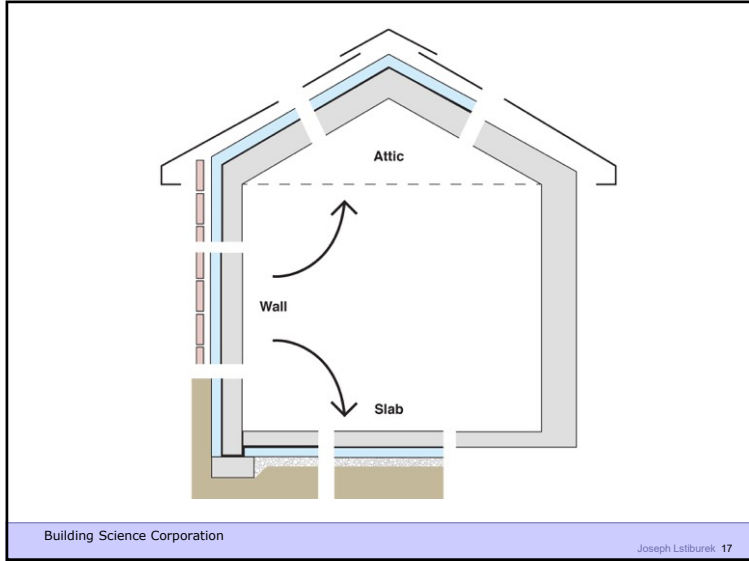 Attic
Wall
Slab
Building Science Corporation
Joseph Lstiburek 17